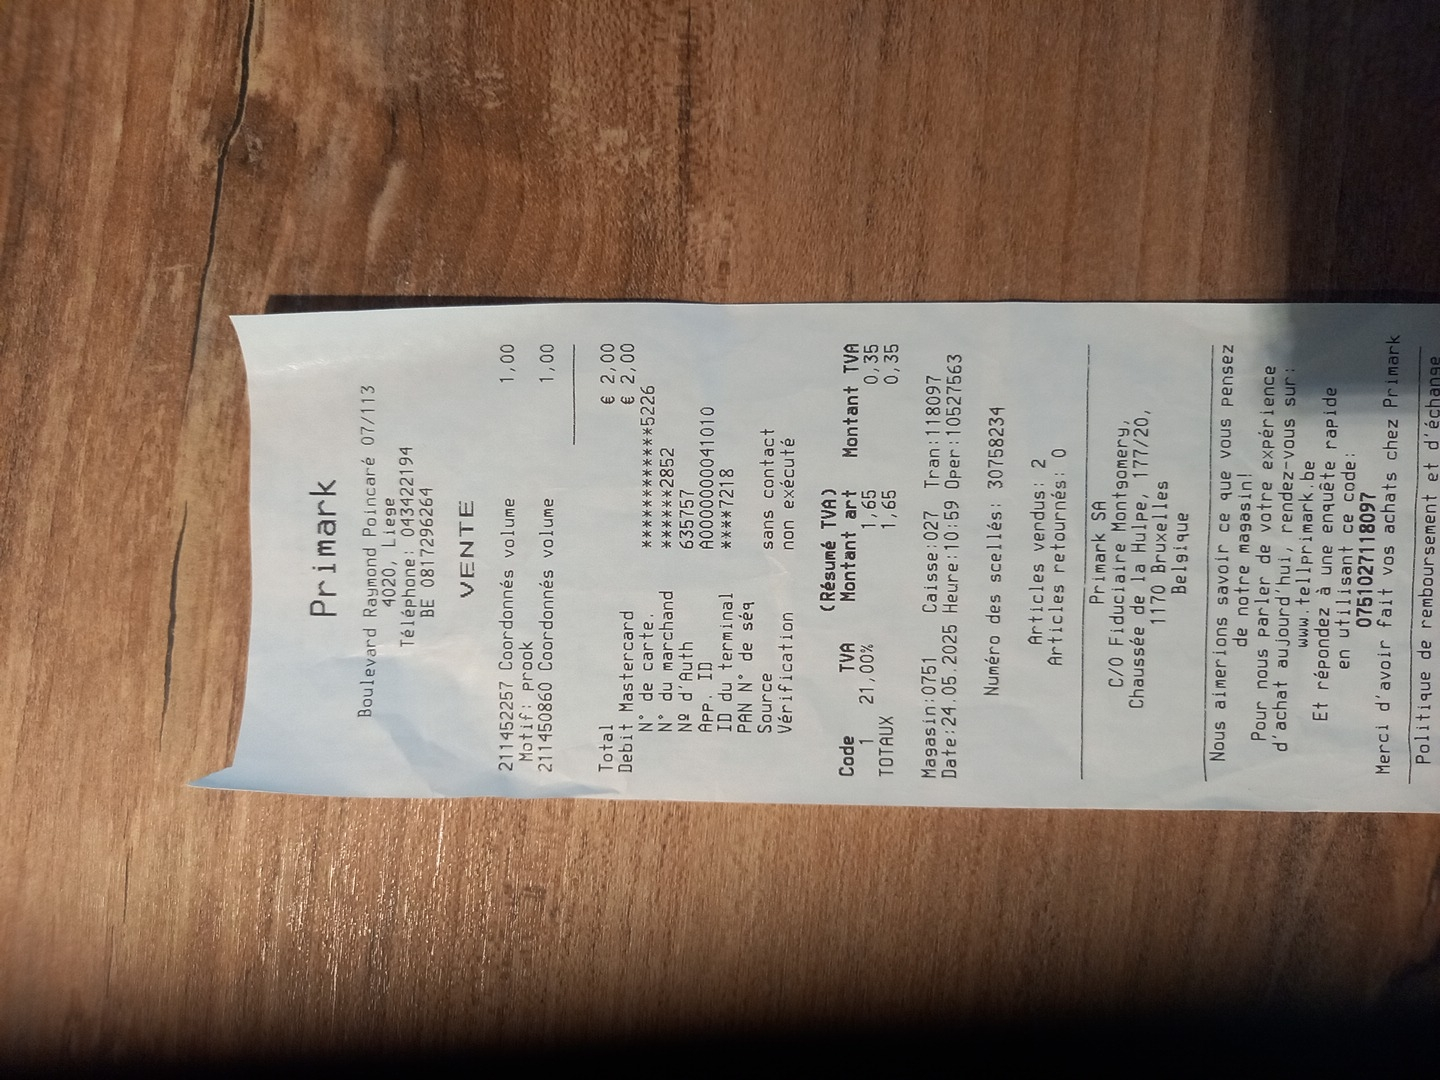 Primark
Boulevard Raymond Poincaré 07/113
4020, Liege
Téléphone: 043422194
BE 0817296264
VENTE
211452257 Coordonnés volume 1,00
Motif: prook
211450860 Coordonnés volume 1,00
Total € 2,00
Debit Mastercard € 2,00
N° de carte. ************5226
N° du marchand ******2852
Nº d'Auth 635757
App. ID A0000000041010
ID du terminal ****7218
PAN N° de séq
Source sans contact
Vérification non exécuté
(Résumé TVA)
Code TVA Montant art Montant TVA
1 21,00% 1,65 0,35
TOTAUX 1,65 0,35
Magasin:0751 Caisse:027 Tran:118097
Date:24.05.2025 Heure:10:59 Oper:10527563
Numéro des scellés: 30758234
Articles vendus: 2
Articles retournés: 0
Primark SA
C/O Fiduciaire Montgomery,
Chaussée de la Hulpe, 177/20,
1170 Bruxelles
Belgique
Nous aimerions savoir ce que vous pensez
de notre magasin!
Pour nous parler de votre expérience
d'achat aujourd'hui, rendez-vous sur:
www.tellprimark.be
Et répondez à une enquête rapide
en utilisant ce code:
075102711​8097
Merci d'avoir fait vos achats chez Primark
Politique de remboursement et d'échange